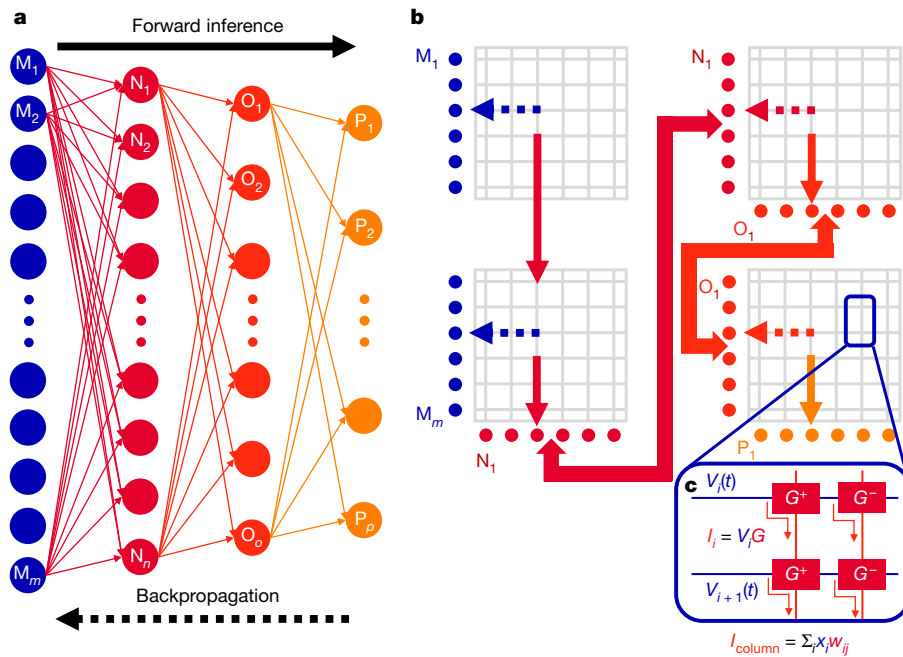 a
Forward inference
M₁
M₂
Mₘ
N₁
N₂
Nₙ
O₁
O₂
Oₒ
P₁
P₂
Pₚ
Backpropagation
b
M₁
Mₘ
N₁
N₁
O₁
O₁
P₁
c
Vᵢ(t)
G⁺ G⁻
Iᵢ = VᵢG
G⁺ G⁻
Vᵢ₊₁(t)
I_column = Σᵢxᵢwᵢⱼ